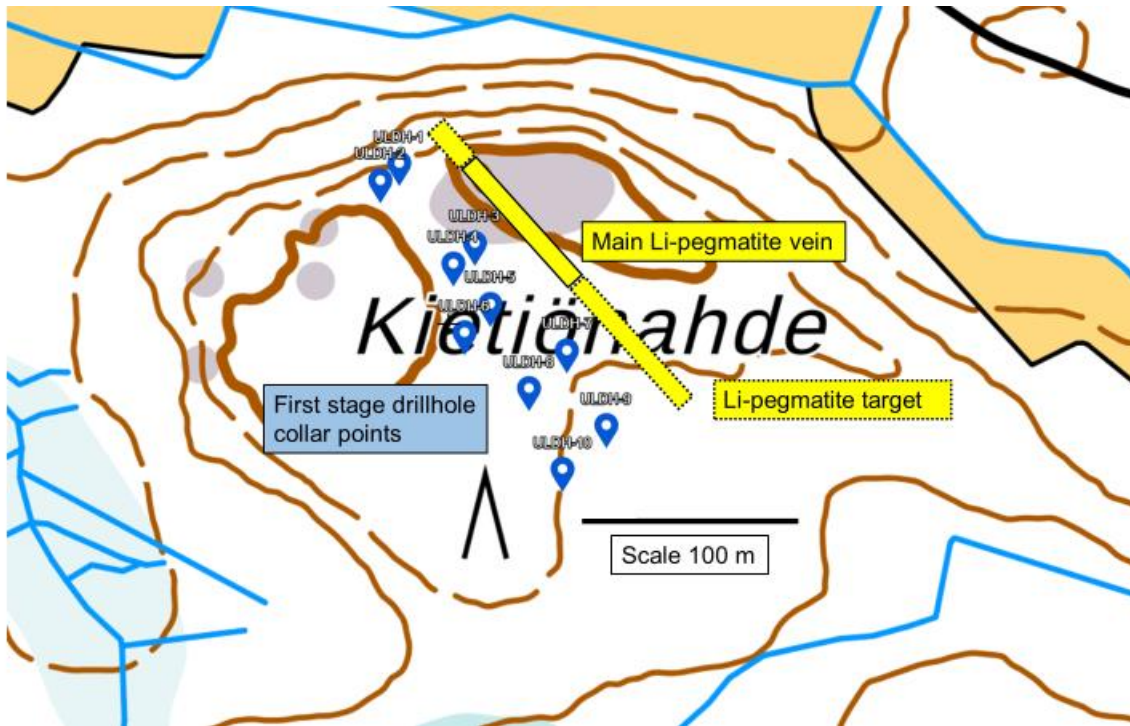 ULDH-1
ULDH-2
ULDH-3
ULDH-4
Main Li-pegmatite vein
ULDH-5
ULDH-6
Kietiönahde
ULDH-7
ULDH-8
First stage drillhole
collar points
Li-pegmatite target
ULDH-9
ULDH-10
Scale 100 m